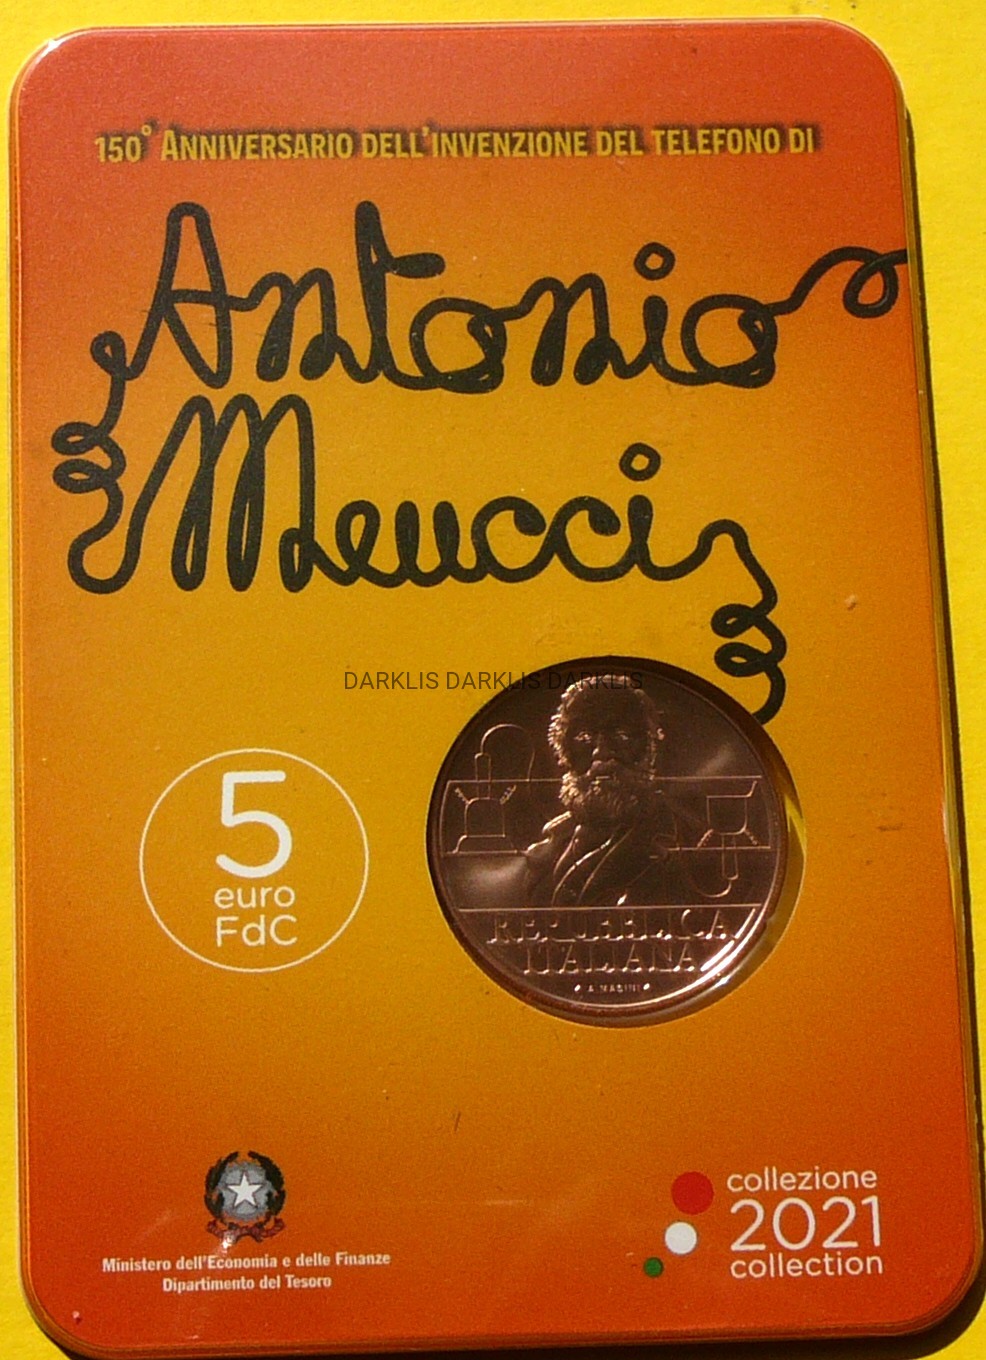 150° ANNIVERSARIO DELL'INVENZIONE DEL TELEFONO DI
Antonio
Meucci
DARKLIS DARKLIS DARKLIS
5
euro
FdC
REPUBBLICA
ITALIANA
A. MASINI
Ministero dell'Economia e delle Finanze
Dipartimento del Tesoro
collezione
2021
collection